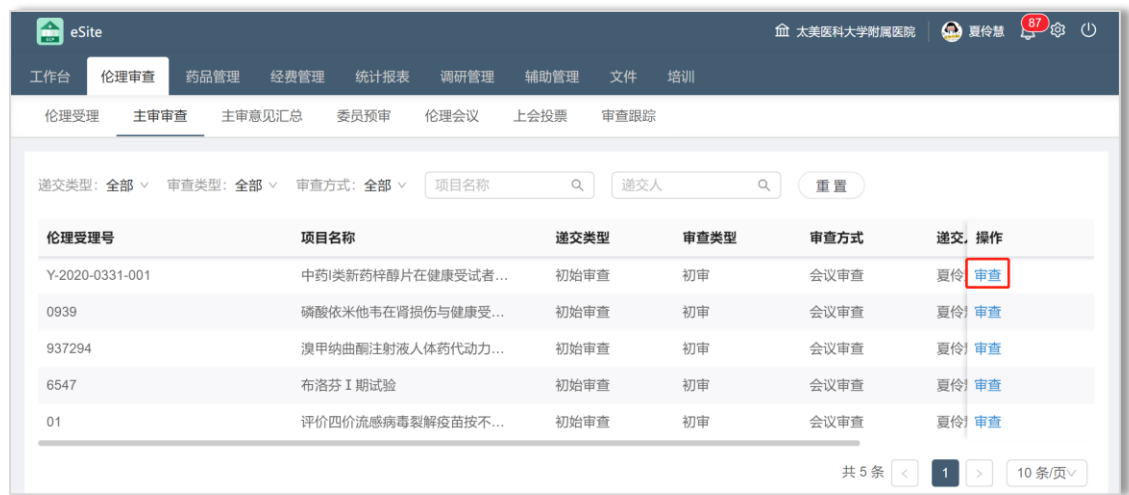 eSite 太美医科大学附属医院 夏伶慧 87
工作台 伦理审查 药品管理 经费管理 统计报表 调研管理 辅助管理 文件 培训
伦理受理 主审审查 主审意见汇总 委员预审 伦理会议 上会投票 审查跟踪
递交类型: 全部 审查类型: 全部 审查方式: 全部 项目名称 递交人 重置
伦理受理号 项目名称 递交类型 审查类型 审查方式 递交 操作
Y-2020-0331-001 中药I类新药梓醇片在健康受试者... 初始审查 初审 会议审查 夏伶 审查
0939 磷酸依米他韦在肾损伤与健康受... 初始审查 初审 会议审查 夏伶 审查
937294 溴甲纳曲酮注射液人体药代动力... 初始审查 初审 会议审查 夏伶 审查
6547 布洛芬Ⅰ期试验 初始审查 初审 会议审查 夏伶 审查
01 评价四价流感病毒裂解疫苗按不... 初始审查 初审 会议审查 夏伶 审查
共 5 条 < 1 > 10 条/页